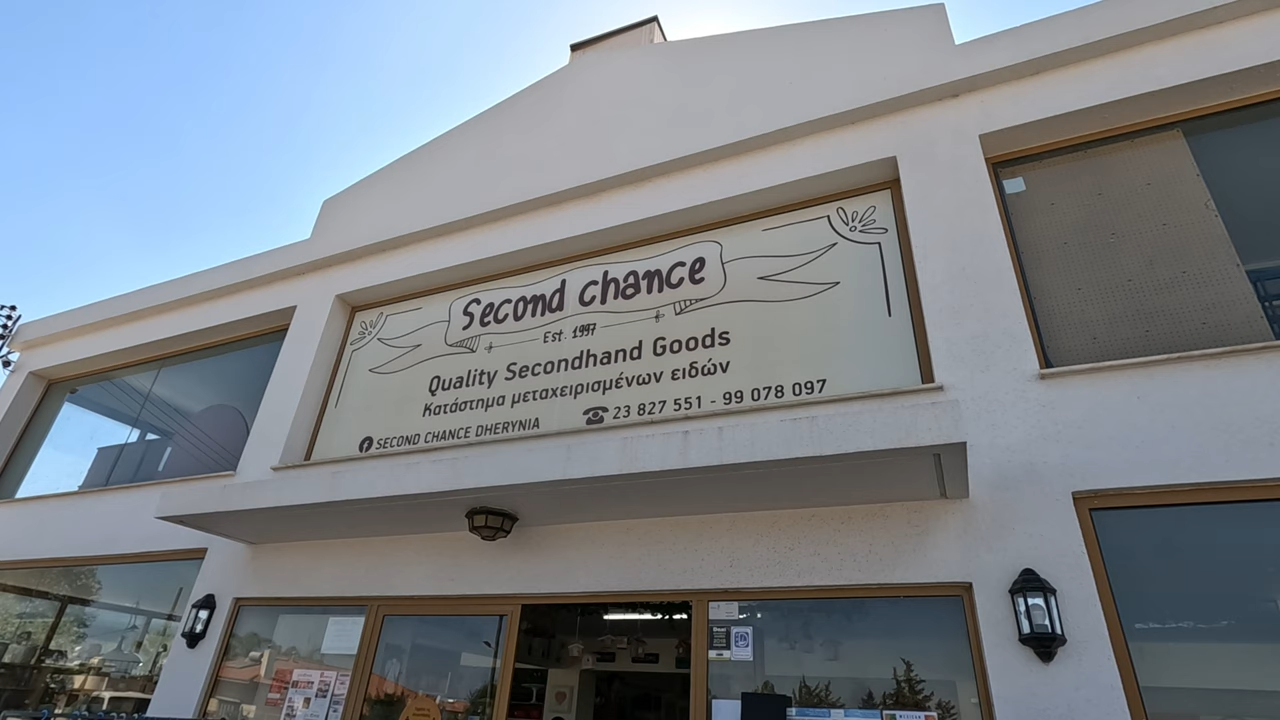 Second chance
Est. 1997
Quality Secondhand Goods
Κατάστημα μεταχειρισμένων ειδών
SECOND CHANCE DHERYNIA
23 827 551 - 99 078 097